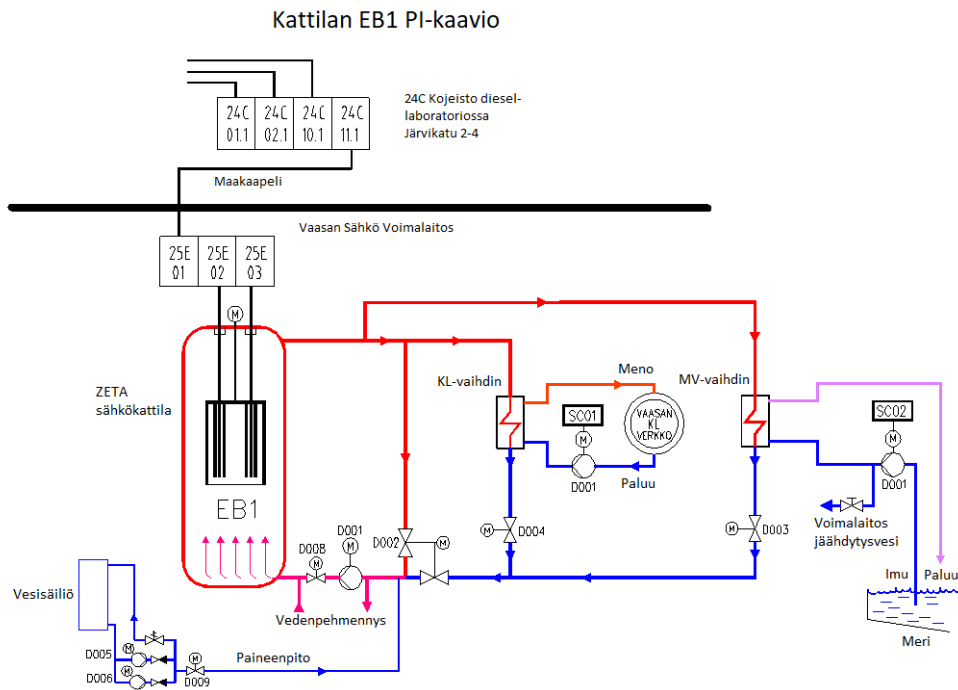 Kattilan EB1 PI-kaavio
24C
01.1
24C
02.1
24C
10.1
24C
11.1
24C Kojeisto diesel-
laboratoriossa
Järvikatu 2-4
Maakaapeli
Vaasan Sähkö Voimalaitos
25E
01
25E
02
25E
03
M
ZETA
sähkökattila
EB1
KL-vaihdin
Meno
MV-vaihdin
SC01
M
D001
VAASAN
KL
VERKKO
Paluu
SC02
M
D001
Voimalaitos
jäähdytysvesi
Imu
Paluu
Meri
D008
M
D001
M
D002
M
M
D004
M
D003
Vedenpehmennys
Vesisäiliö
D005
M
D006
M
M
D009
Paineenpito